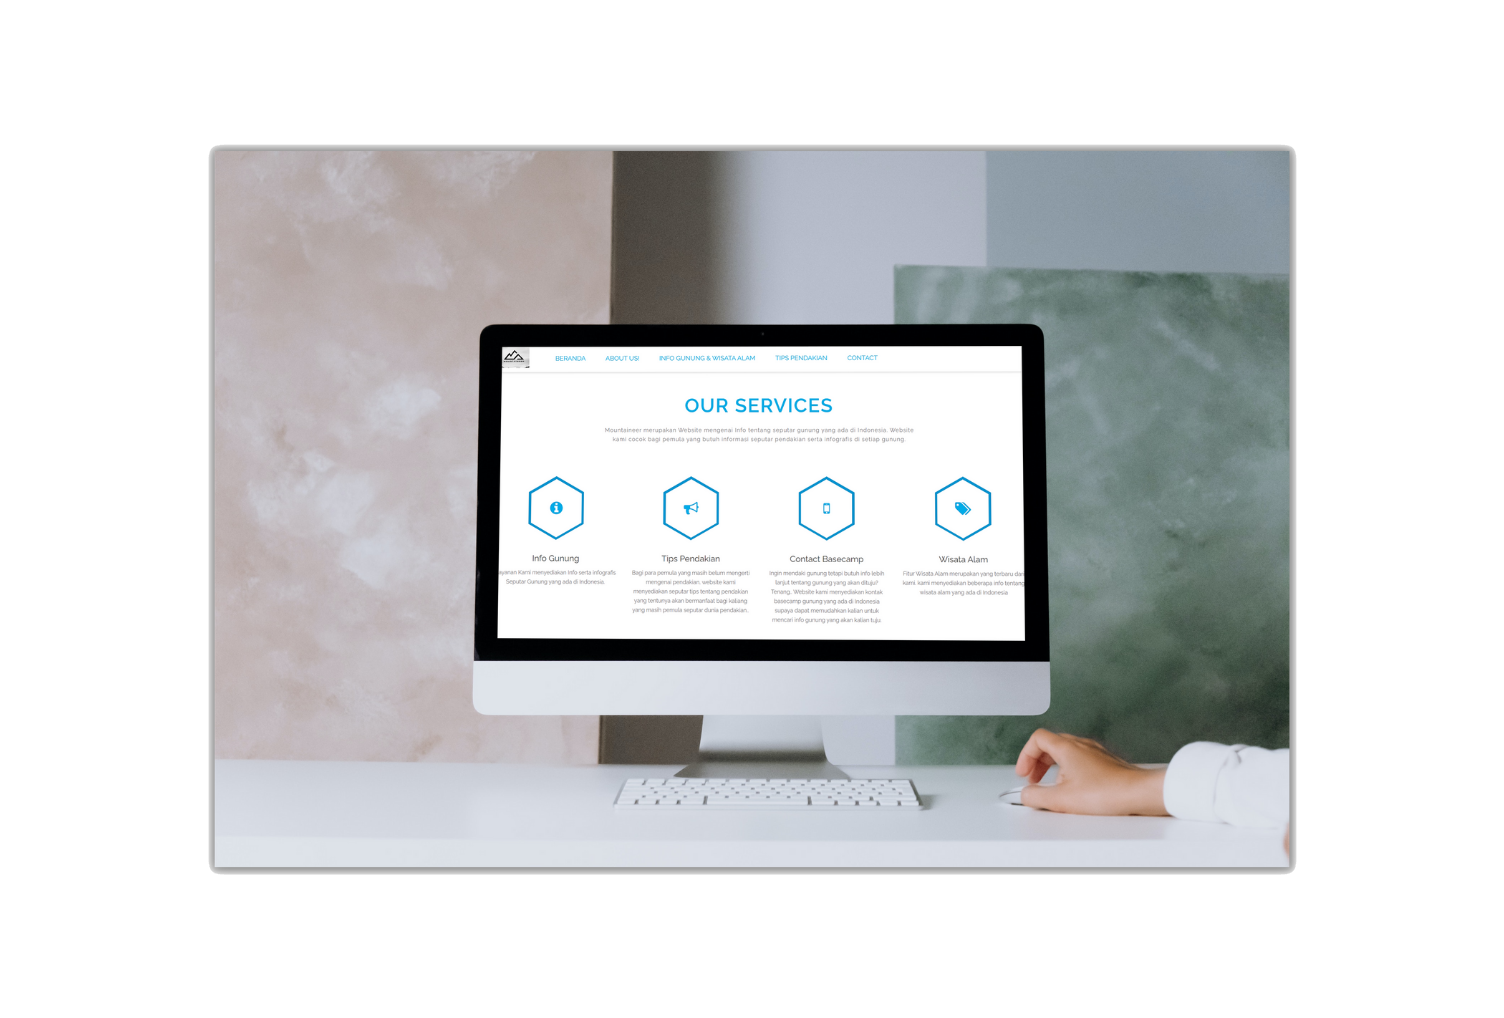 BERANDA ABOUT US! INFO GUNUNG & WISATA ALAM TIPS PENDAKIAN CONTACT
OUR SERVICES
Mountaineer merupakan Website mengenai Info tentang seputar gunung yang ada di Indonesia. Website
kami cocok bagi pemula yang butuh informasi seputar pendakian serta infografis di setiap gunung.
Info Gunung
ayanan Kami menyediakan Info serta infografis
Seputar Gunung yang ada di Indonesia.
Tips Pendakian
Bagi para pemula yang masih belum mengerti
mengenai pendakian, website kami
menyediakan seputar tips tentang pendakian
yang tentunya akan bermanfaat bagi kaliang
yang masih pemula seputar dunia pendakian.
Contact Basecamp
Ingin mendaki gunung tetapi butuh info lebih
lanjut tentang gunung yang akan dituju?
Tenang, Website kami menyediakan kontak
basecamp gunung yang ada di Indonesia
supaya dapat memudahkan kalian untuk
mencari info gunung yang akan kalian tuju.
Wisata Alam
Fitur Wisata Alam merupakan yang terbaru dari
kami, kami menyediakan beberapa info tentang
wisata alam yang ada di Indonesia